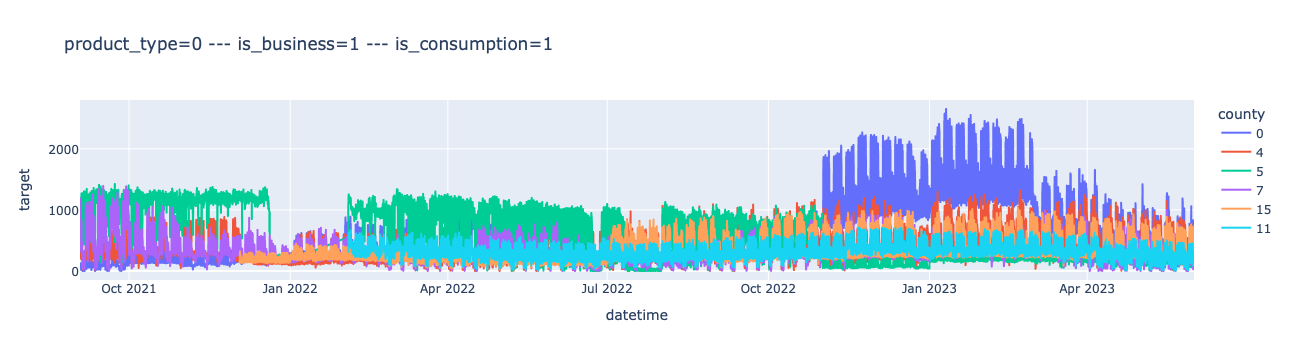 product_type=0 --- is_business=1 --- is_consumption=1
county
0
4
5
7
15
11
target
2000
1000
0
Oct 2021 Jan 2022 Apr 2022 Jul 2022 Oct 2022 Jan 2023 Apr 2023
datetime